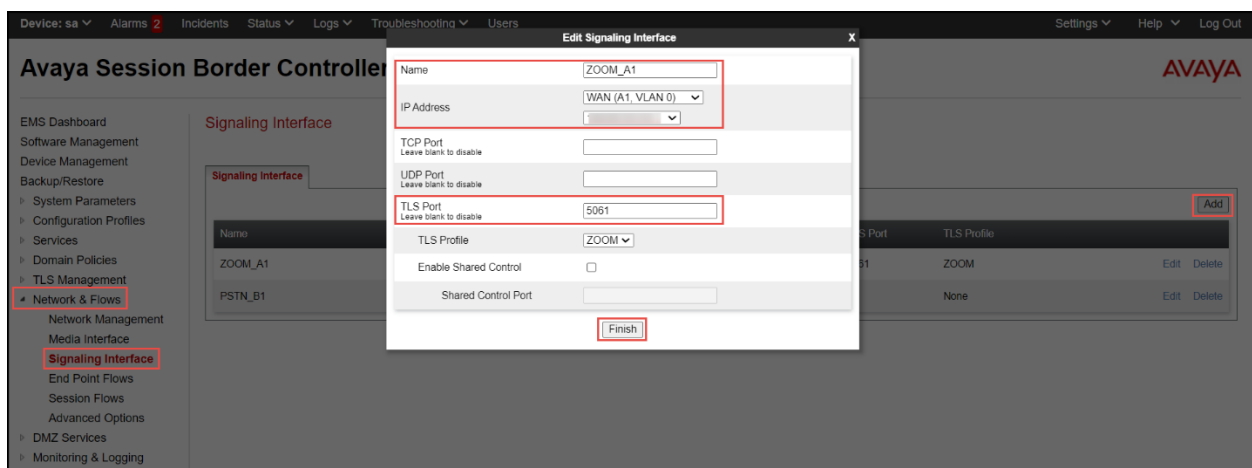 Device: sa Alarms 2 Incidents Status Logs Troubleshooting Users Settings Help Log Out
Edit Signaling Interface X
Avaya Session Border Controller
AVAYA
Name ZOOM_A1
IP Address WAN (A1, VLAN 0)
TCP Port
Leave blank to disable
UDP Port
Leave blank to disable
TLS Port 5061
Leave blank to disable
TLS Profile ZOOM
Enable Shared Control
Shared Control Port
Finish
EMS Dashboard
Software Management
Device Management
Backup/Restore
System Parameters
Configuration Profiles
Services
Domain Policies
TLS Management
Network & Flows
Network Management
Media Interface
Signaling Interface
End Point Flows
Session Flows
Advanced Options
DMZ Services
Monitoring & Logging
Signaling Interface
Signaling Interface
Add
Name S Port TLS Profile
ZOOM_A1 61 ZOOM Edit Delete
PSTN_B1 None Edit Delete